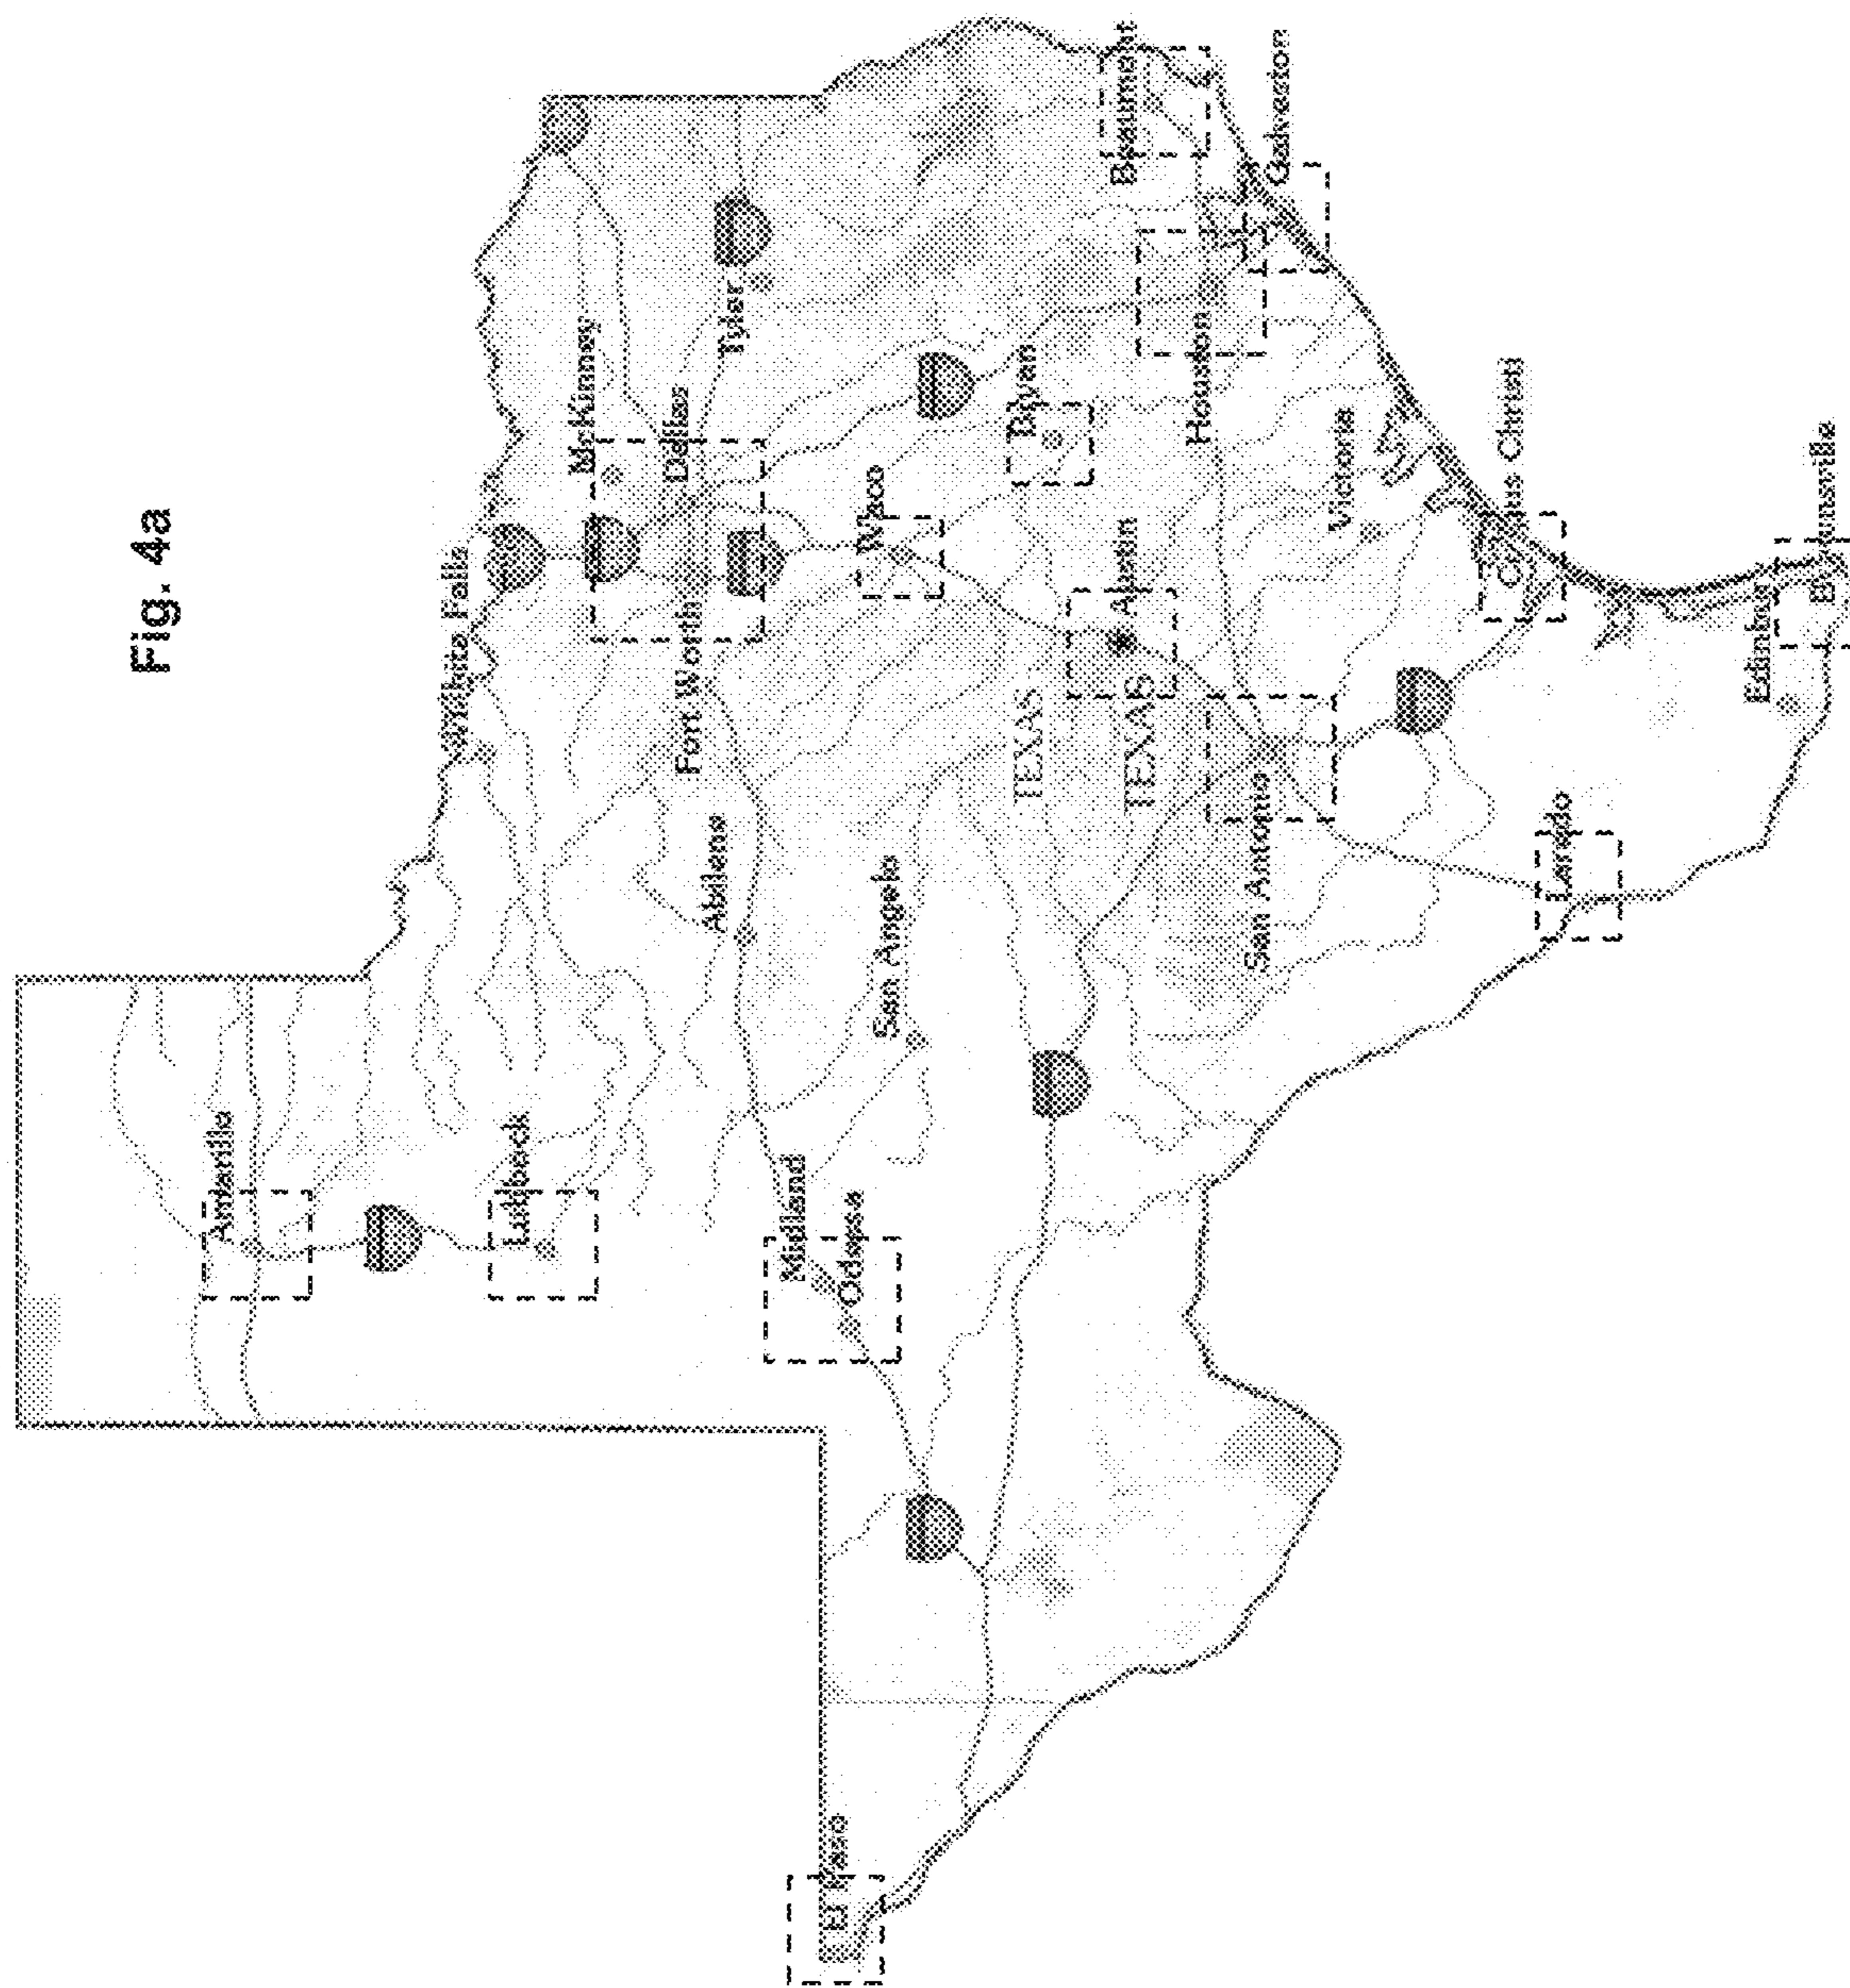 Fig. 4a
Amarillo
Lubbock
Wichita Falls
McKinney
Dallas
Fort Worth
Tyler
Abilene
Midland
Odessa
San Angelo
Waco
El Paso
TEXAS
Bryan
Austin
TEXAS
Beaumont
Houston
Galveston
San Antonio
Victoria
Corpus Christi
Laredo
Edinburg
Brownsville